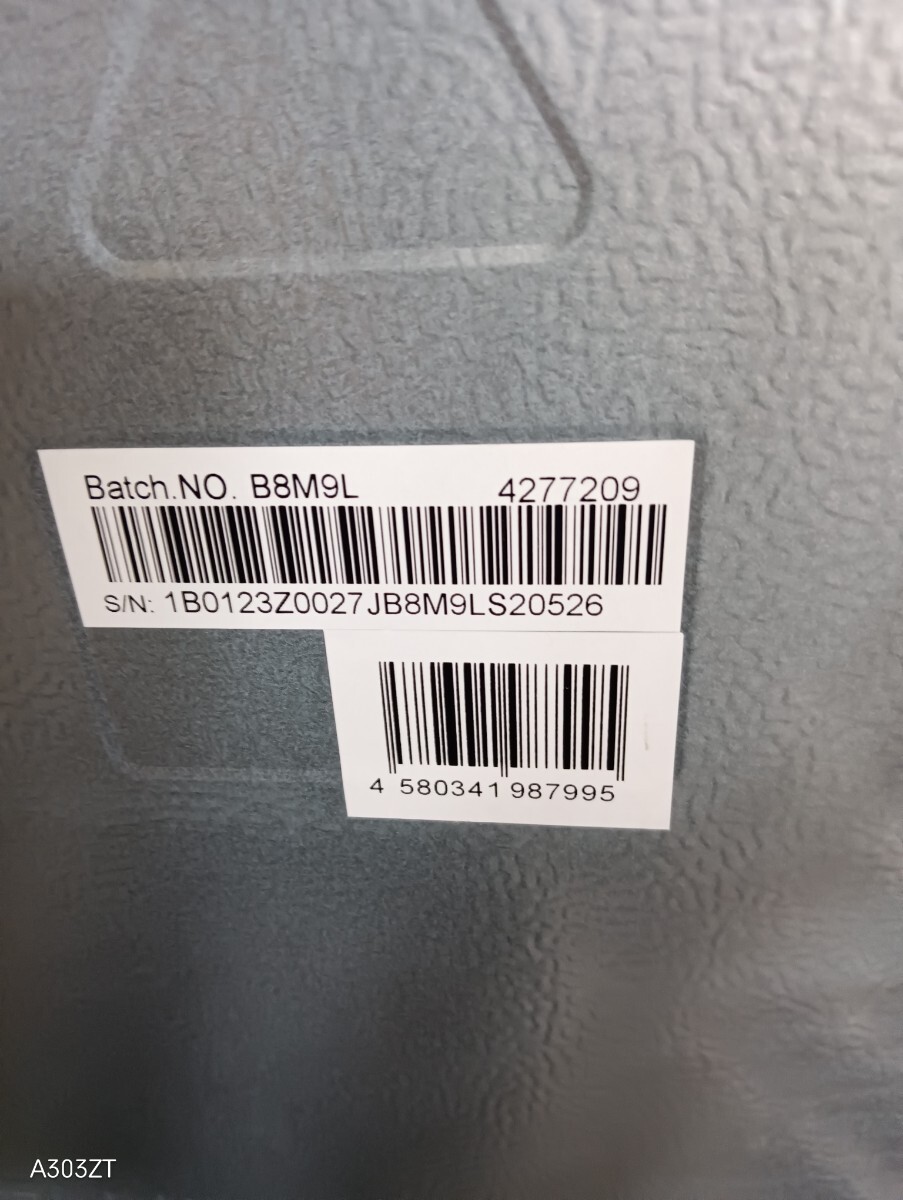 Batch.NO. B8M9L 4277209
S/N: 1B0123Z0027JB8M9LS20526
4 580341 987995
A303ZT